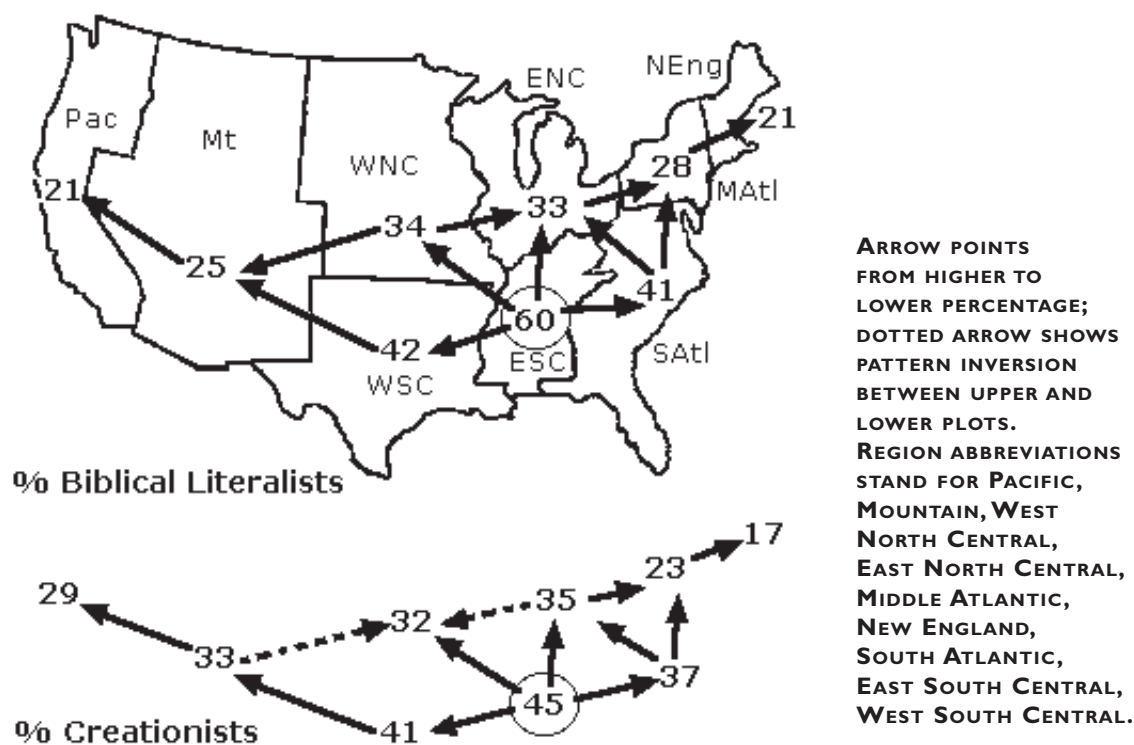 NEng
ENC
Pac
Mt
WNC
21
28
MAtl
21
33
34
25
41
60
42
ESC
SAtl
WSC
% Biblical Literalists
17
23
29
35
32
33
37
45
41
% Creationists
ARROW POINTS
FROM HIGHER TO
LOWER PERCENTAGE;
DOTTED ARROW SHOWS
PATTERN INVERSION
BETWEEN UPPER AND
LOWER PLOTS.
REGION ABBREVIATIONS
STAND FOR PACIFIC,
MOUNTAIN, WEST
NORTH CENTRAL,
EAST NORTH CENTRAL,
MIDDLE ATLANTIC,
NEW ENGLAND,
SOUTH ATLANTIC,
EAST SOUTH CENTRAL,
WEST SOUTH CENTRAL.